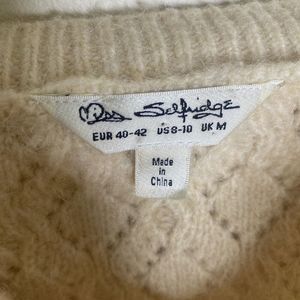 Miss Selfridge
EUR 40-42 US 8-10 UK M
Made
in
China